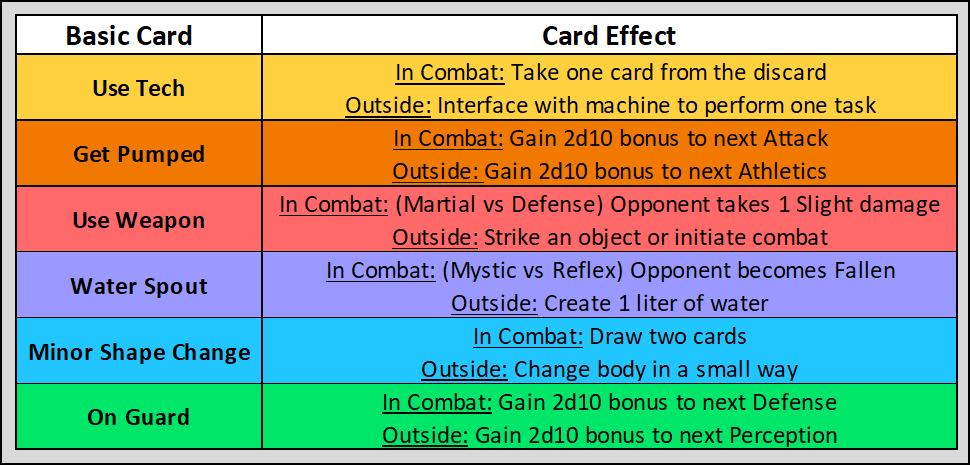 Basic Card
Card Effect
Use Tech
In Combat: Take one card from the discard
Outside: Interface with machine to perform one task
Get Pumped
In Combat: Gain 2d10 bonus to next Attack
Outside: Gain 2d10 bonus to next Athletics
Use Weapon
In Combat: (Martial vs Defense) Opponent takes 1 Slight damage
Outside: Strike an object or initiate combat
Water Spout
In Combat: (Mystic vs Reflex) Opponent becomes Fallen
Outside: Create 1 liter of water
Minor Shape Change
In Combat: Draw two cards
Outside: Change body in a small way
On Guard
In Combat: Gain 2d10 bonus to next Defense
Outside: Gain 2d10 bonus to next Perception